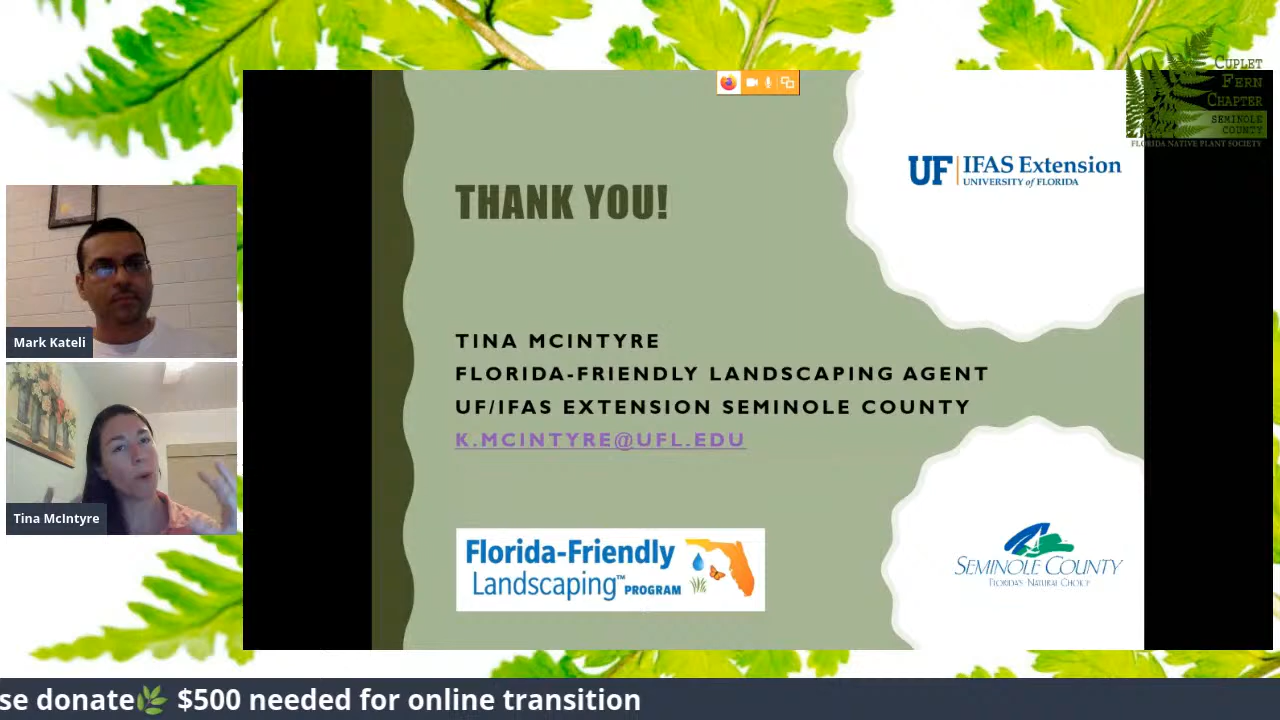 CUPLET
FERN
CHAPTER
SEMINOLE
COUNTY
FLORIDA NATIVE PLANT SOCIETY
UF IFAS Extension
UNIVERSITY of FLORIDA
THANK YOU!
Mark Kateli
TINA MCINTYRE
FLORIDA-FRIENDLY LANDSCAPING AGENT
UF/IFAS EXTENSION SEMINOLE COUNTY
K.MCINTYRE@UFL.EDU
Tina McIntyre
Florida-Friendly
Landscaping™ PROGRAM
SEMINOLE COUNTY
FLORIDA'S NATURAL CHOICE
se donate🌿 $500 needed for online transition